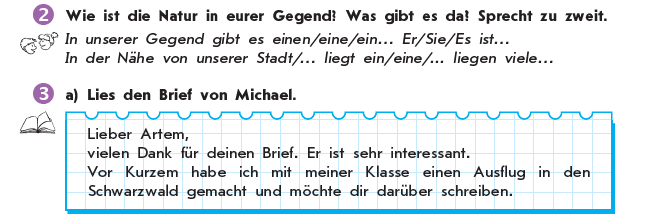 2 Wie ist die Natur in eurer Gegend? Was gibt es da? Sprecht zu zweit.
In unserer Gegend gibt es einen/eine/ein... Er/Sie/Es ist...
In der Nähe von unserer Stadt/... liegt ein/eine/... liegen viele...
3 a) Lies den Brief von Michael.
Lieber Artem,
vielen Dank für deinen Brief. Er ist sehr interessant.
Vor Kurzem habe ich mit meiner Klasse einen Ausflug in den
Schwarzwald gemacht und möchte dir darüber schreiben.